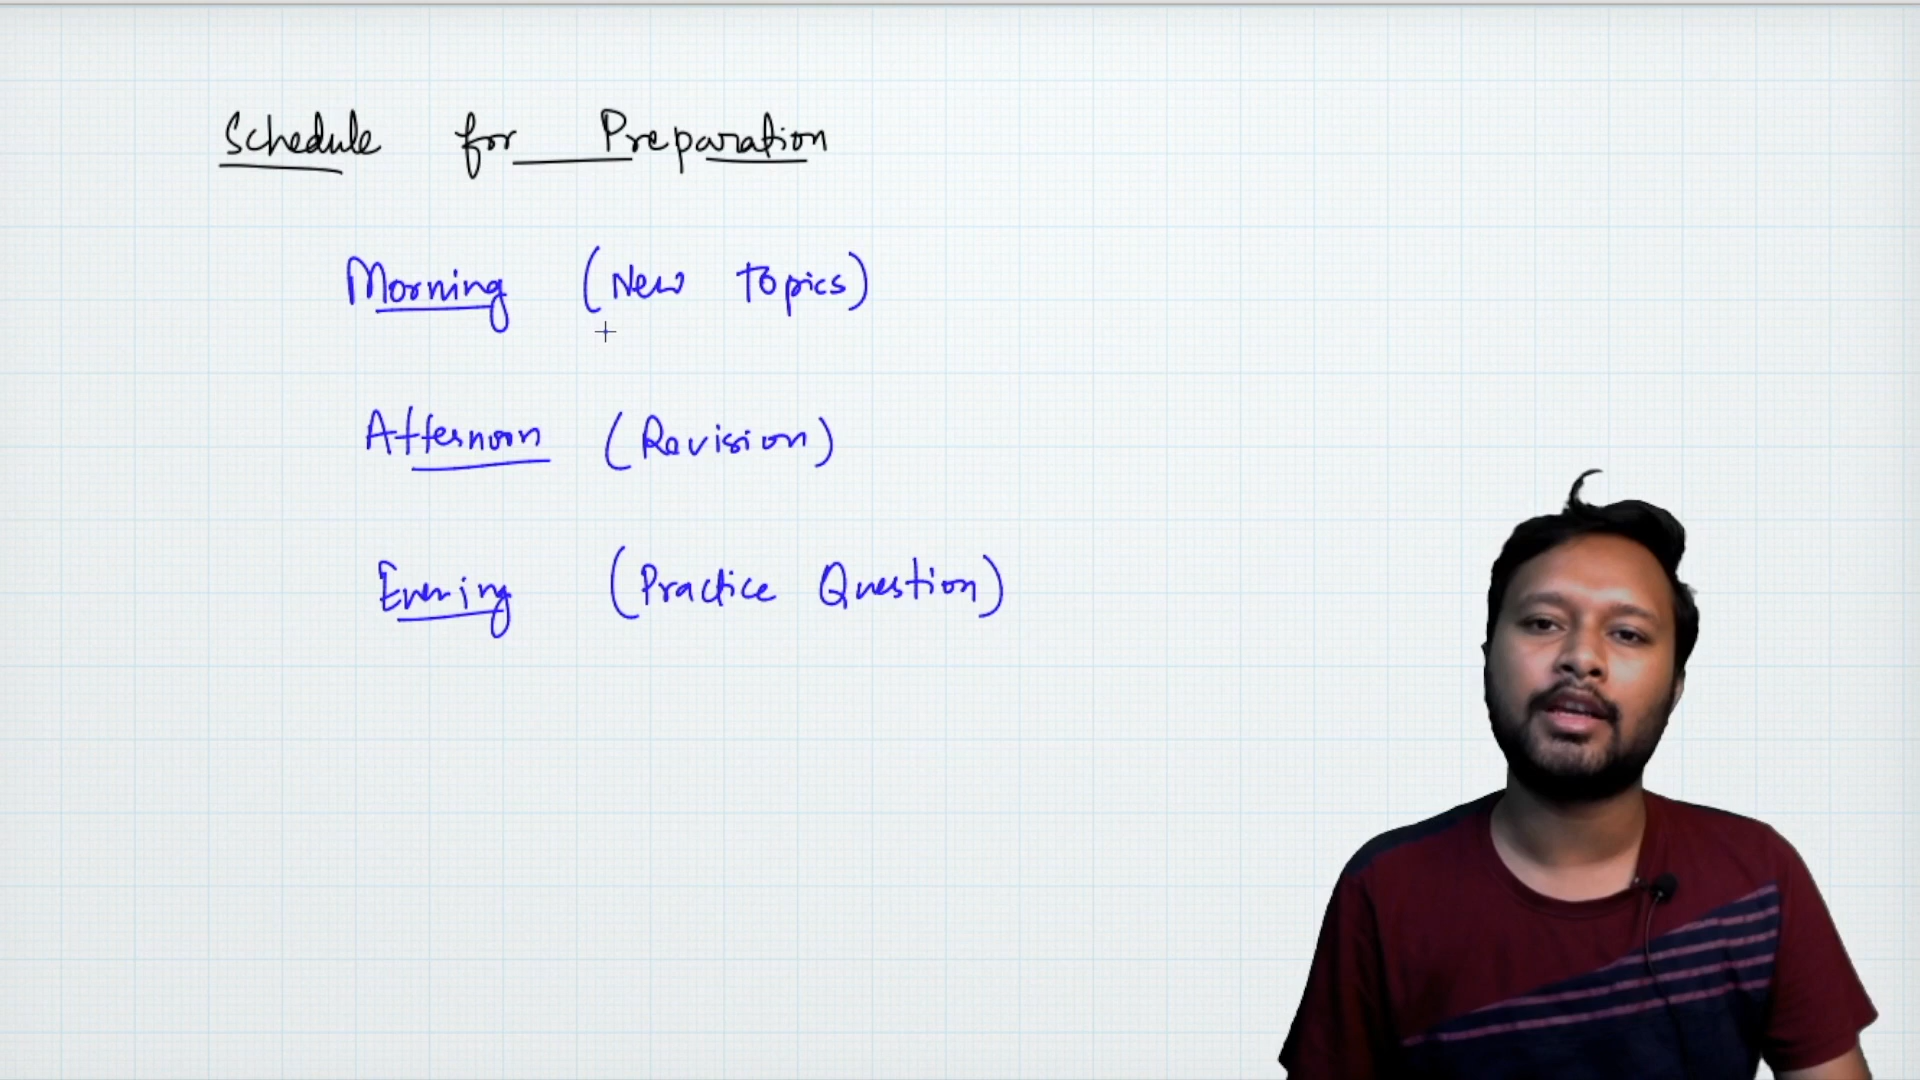 Schedule for Preparation
Morning (New Topics)
Afternoon (Revision)
Evening (Practice Question)